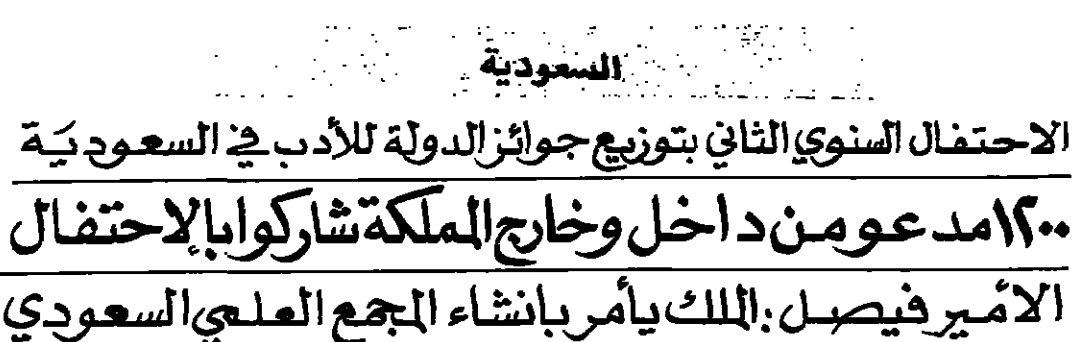 السعودية
الاحتفال السنوي الثاني بتوزيع جوائز الدولة للأدب في السعوديَة
١٢٠٠ مدعو من داخل وخارج المملكة شاركوا بالإحتفال
الأمير فيصل: الملك يأمر بانشاء المجمع العلمي السعودي